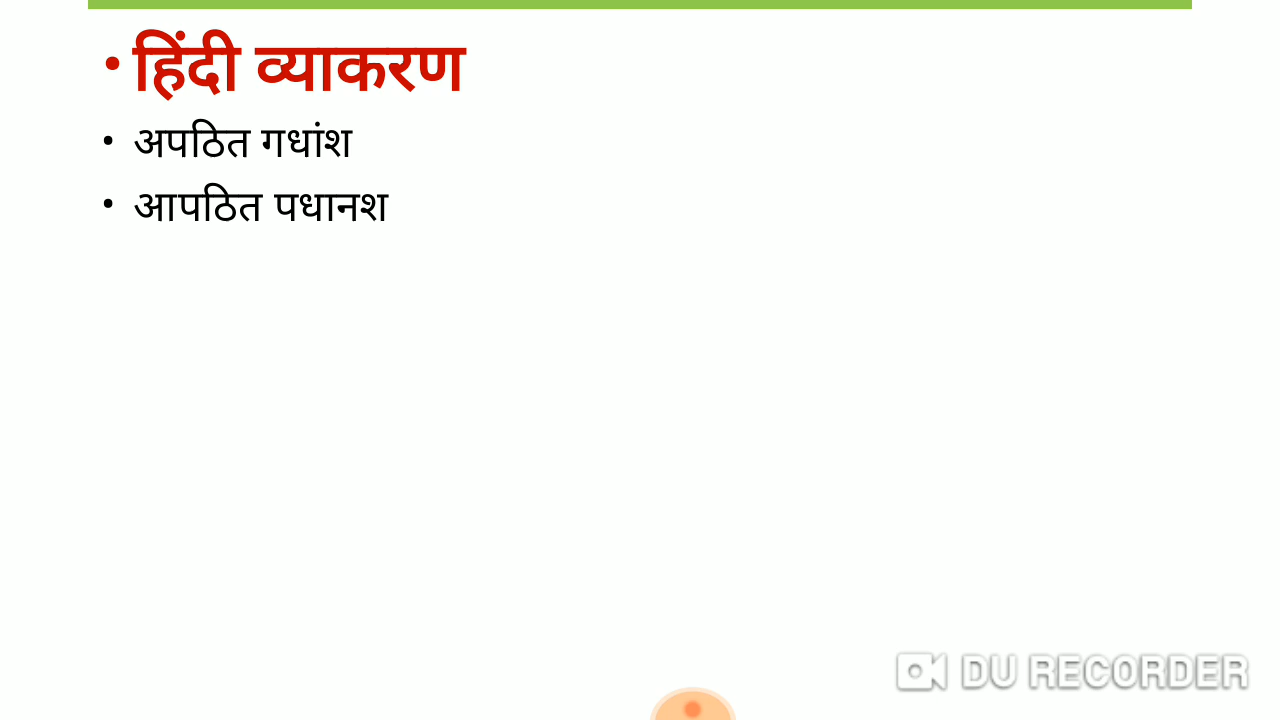 • हिंदी व्याकरण
• अपठित गधांश
• आपठित पधानश
DU RECORDER